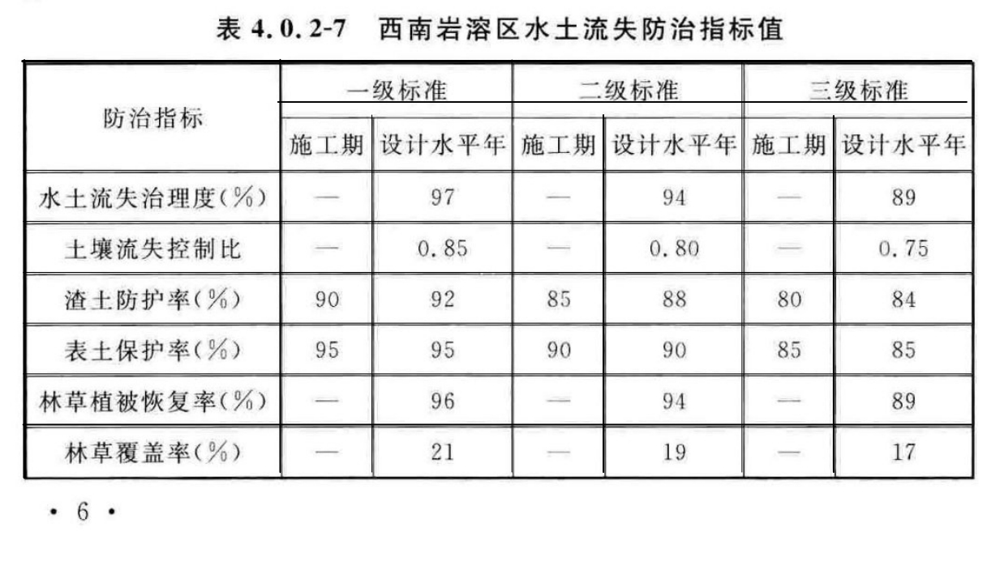 表 4.0.2-7 西南岩溶区水土流失防治指标值
防治指标 一级标准 二级标准 三级标准
施工期 设计水平年 施工期 设计水平年 施工期 设计水平年
水土流失治理度(%) — 97 — 94 — 89
土壤流失控制比 — 0.85 — 0.80 — 0.75
渣土防护率(%) 90 92 85 88 80 84
表土保护率(%) 95 95 90 90 85 85
林草植被恢复率(%) — 96 — 94 — 89
林草覆盖率(%) — 21 — 19 — 17
· 6 ·